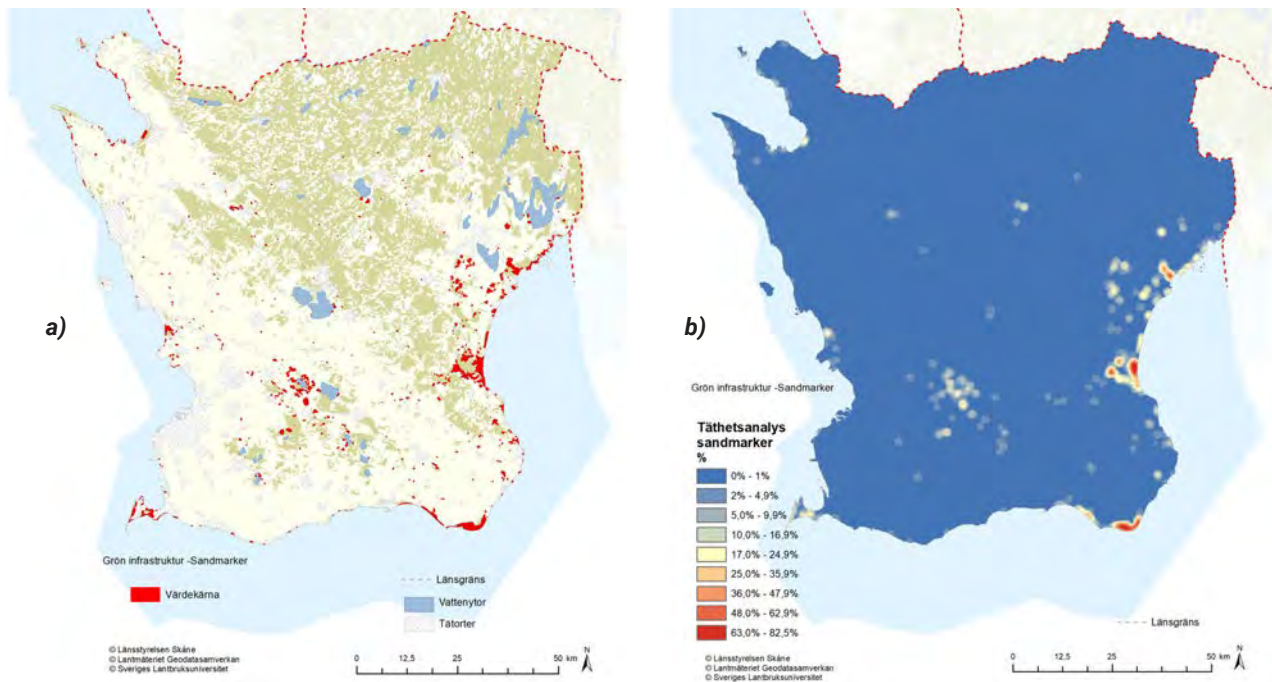 a)
Grön infrastruktur -Sandmarker
Värdekärna
Länsgräns
Vattenytor
Tätorter
© Länsstyrelsen Skåne
© Lantmäteriet Geodatasamverkan
© Sveriges Lantbruksuniversitet
0 12,5 25 50 km
N
b)
Grön infrastruktur -Sandmarker
Täthetsanalys
sandmarker
%
0% - 1%
2% - 4,9%
5,0% - 9,9%
10,0% - 16,9%
17,0% - 24,9%
25,0% - 35,9%
36,0% - 47,9%
48,0% - 62,9%
63,0% - 82,5%
Länsgräns
© Länsstyrelsen Skåne
© Lantmäteriet Geodatasamverkan
© Sveriges Lantbruksuniversitet
0 12,5 25 50 km
N